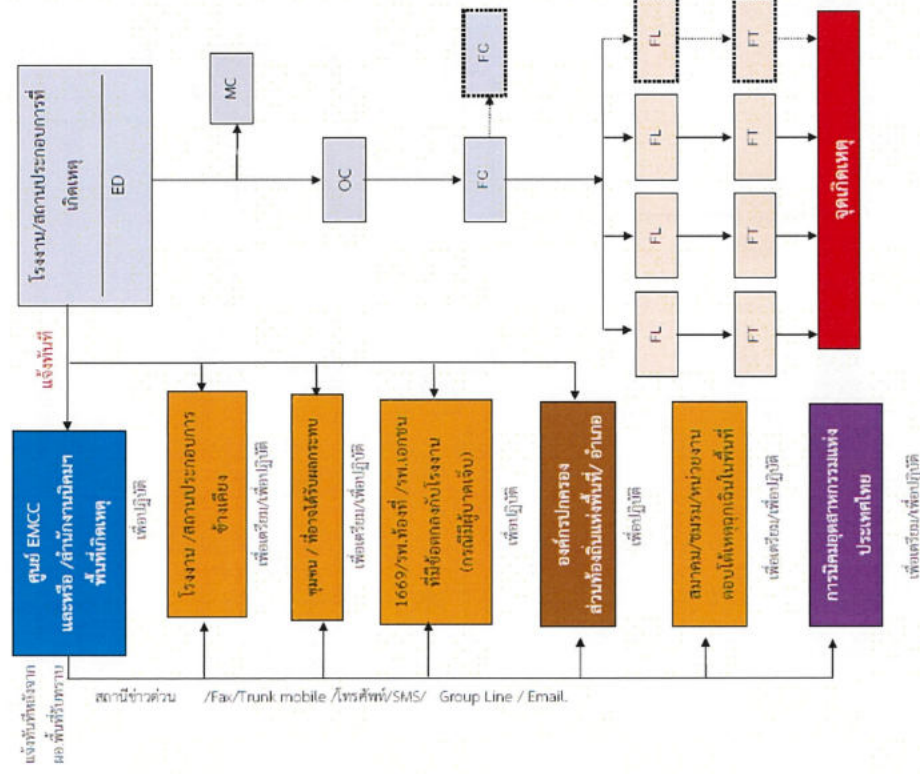 โรงงาน/สถานประกอบการที่
เกิดเหตุ
ED
MC
OC
FC
FC
FL
FL
FL
FL
FT
FT
FT
FT
จุดเกิดเหตุ
แจ้งทันที
ศูนย์ EMCC
และหรือ /สำนักงานนิคมฯ
พื้นที่เกิดเหตุ
เพื่อปฏิบัติ
โรงงาน /สถานประกอบการ
ข้างเคียง
เพื่อเตรียม/เพื่อปฏิบัติ
ชุมชน / ที่อาจได้รับผลกระทบ
เพื่อเตรียม/เพื่อปฏิบัติ
1669/รพ.ท้องที่ /รพ.เอกชน
ที่มีข้อตกลงกับโรงงาน
(กรณีมีผู้บาดเจ็บ)
เพื่อปฏิบัติ
องค์กรปกครอง
ส่วนท้องถิ่นแห่งพื้นที่/ อำเภอ
เพื่อปฏิบัติ
สมาคม/ชมรม/หน่วยงาน
ตอบโต้เหตุฉุกเฉินในพื้นที่
เพื่อเตรียม/เพื่อปฏิบัติ
การนิคมอุตสาหกรรมแห่ง
ประเทศไทย
เพื่อเตรียม/เพื่อปฏิบัติ
แจ้งทันทีหลังจาก
ผอ.พื้นที่รับทราบ
สถานีข่าวด่วน /Fax/Trunk mobile /โทรศัพท์/SMS/ Group Line / Email.